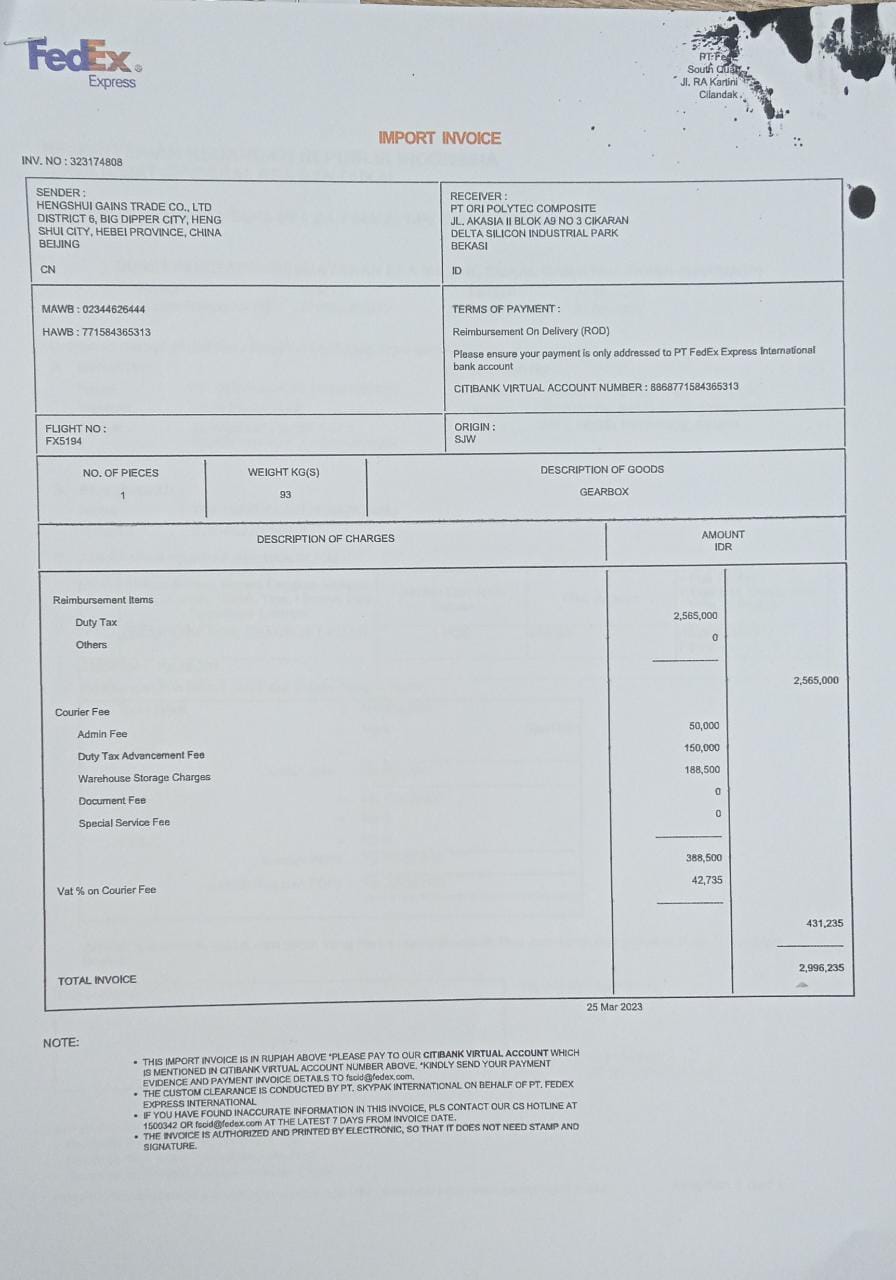 FedEx®
Express
PT. Fe
South Qua
Jl. RA Kartini
Cilandak
IMPORT INVOICE
INV. NO : 323174808
SENDER :
HENGSHUI GAINS TRADE CO., LTD
DISTRICT 6, BIG DIPPER CITY, HENG
SHUI CITY, HEBEI PROVINCE, CHINA
BEIJING
CN
RECEIVER :
PT ORI POLYTEC COMPOSITE
JL. AKASIA II BLOK A9 NO 3 CIKARAN
DELTA SILICON INDUSTRIAL PARK
BEKASI
ID
MAWB : 02344626444
HAWB : 771584365313
TERMS OF PAYMENT :
Reimbursement On Delivery (ROD)
Please ensure your payment is only addressed to PT FedEx Express International
bank account
CITIBANK VIRTUAL ACCOUNT NUMBER : 8868771584365313
FLIGHT NO :
FX5194
ORIGIN :
SJW
NO. OF PIECES WEIGHT KG(S) DESCRIPTION OF GOODS
1 93 GEARBOX
DESCRIPTION OF CHARGES AMOUNT
IDR
Reimbursement Items
Duty Tax 2,565,000
Others 0
2,565,000
Courier Fee
Admin Fee 50,000
Duty Tax Advancement Fee 150,000
Warehouse Storage Charges 188,500
Document Fee 0
Special Service Fee 0
388,500
Vat % on Courier Fee 42,735
431,235
TOTAL INVOICE 2,996,235
25 Mar 2023
NOTE:
• THIS IMPORT INVOICE IS IN RUPIAH ABOVE *PLEASE PAY TO OUR CITIBANK VIRTUAL ACCOUNT WHICH
IS MENTIONED IN CITIBANK VIRTUAL ACCOUNT NUMBER ABOVE. *KINDLY SEND YOUR PAYMENT
EVIDENCE AND PAYMENT INVOICE DETAILS TO fscid@fedex.com.
• THE CUSTOM CLEARANCE IS CONDUCTED BY PT. SKYPAK INTERNATIONAL ON BEHALF OF PT. FEDEX
EXPRESS INTERNATIONAL
• IF YOU HAVE FOUND INACCURATE INFORMATION IN THIS INVOICE, PLS CONTACT OUR CS HOTLINE AT
1500342 OR fscid@fedex.com AT THE LATEST 7 DAYS FROM INVOICE DATE.
• THE INVOICE IS AUTHORIZED AND PRINTED BY ELECTRONIC, SO THAT IT DOES NOT NEED STAMP AND
SIGNATURE.